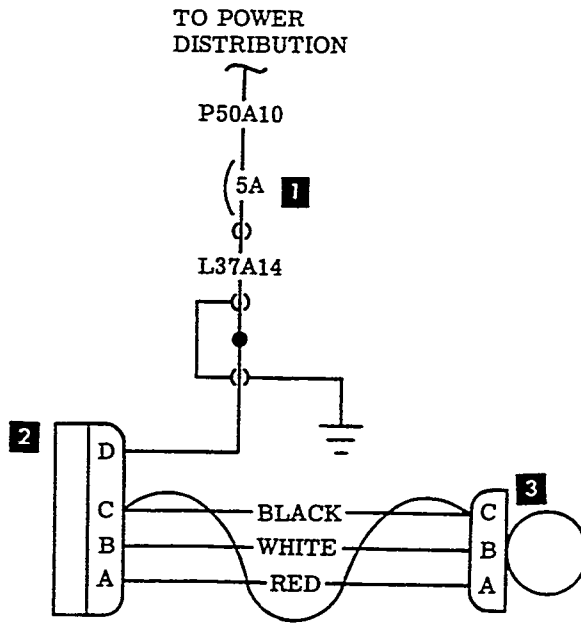 TO POWER
DISTRIBUTION
P50A10
5A
1
L37A14
2
D
3
C
BLACK
C
B
WHITE
B
A
RED
A